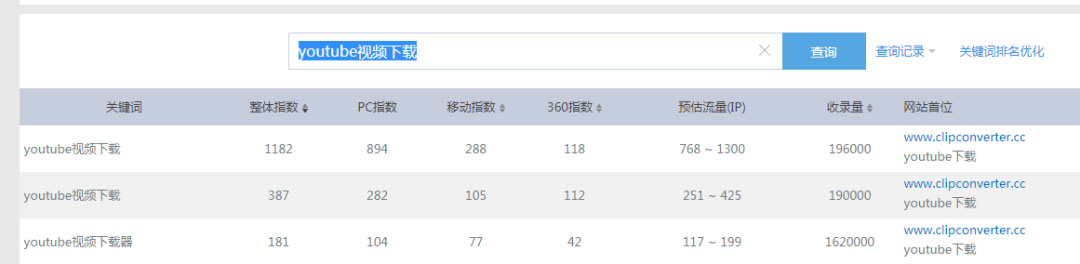 youtube视频下载 查询 查询记录 关键词排名优化
关键词 整体指数 PC指数 移动指数 360指数 预估流量(IP) 收录量 网站首位
youtube视频下载 1182 894 288 118 768 ~ 1300 196000 www.clipconverter.cc
youtube下载
youtube视频下载 387 282 105 112 251 ~ 425 190000 www.clipconverter.cc
youtube下载
youtube视频下载器 181 104 77 42 117 ~ 199 1620000 www.clipconverter.cc
youtube下载